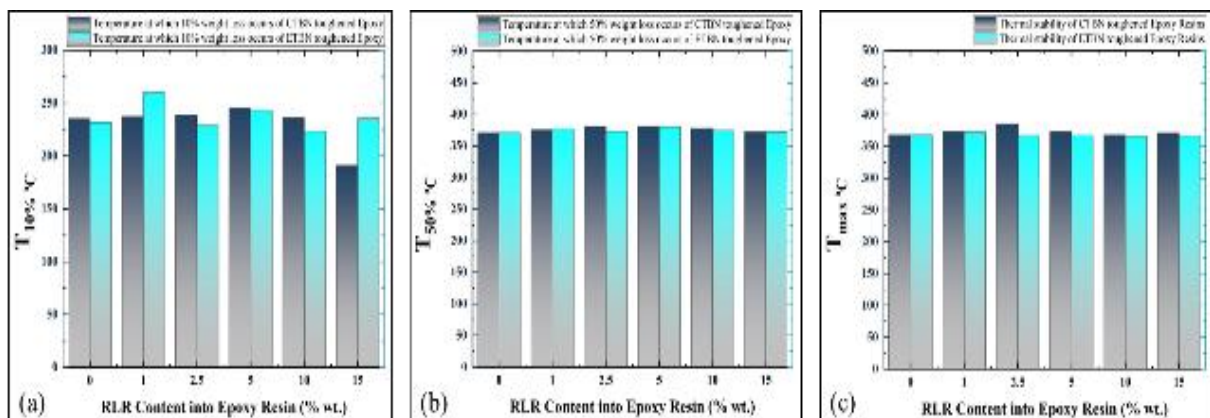 Temperature at which 10% weight loss occurs of CTBN toughened Epoxy
Temperature at which 10% weight loss occurs of ETBN toughened Epoxy
300
250
200
150
100
50
0
T10% °C
0 1 2.5 5 10 15
RLR Content into Epoxy Resin (% wt.)
(a)
Temperature at which 50% weight loss occurs of CTBN toughened Epoxy
Temperature at which 50% weight loss occurs of ETBN toughened Epoxy
500
450
400
350
300
250
200
150
100
50
0
T50% °C
0 1 2.5 5 10 15
RLR Content into Epoxy Resin (% wt.)
(b)
Thermal stability of CTBN toughened Epoxy Resins
Thermal stability of ETBN toughened Epoxy Resins
500
450
400
350
300
250
200
150
100
50
0
Tmax °C
0 1 2.5 5 10 15
RLR Content into Epoxy Resin (% wt.)
(c)